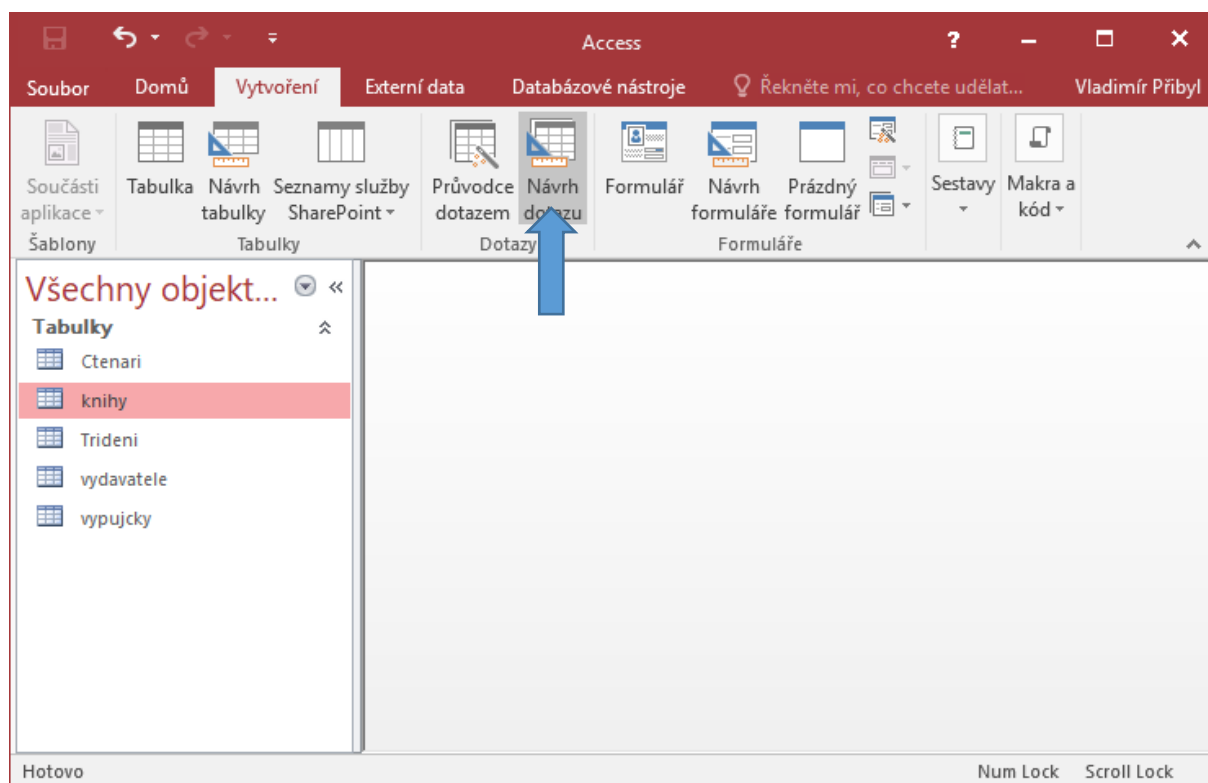 Access
?
Soubor Domů Vytvoření Externí data Databázové nástroje Řekněte mi, co chcete udělat... Vladimír Přibyl
Součásti aplikace
Tabulka
Návrh tabulky
Seznamy služby SharePoint
Průvodce dotazem
Návrh dotazu
Formulář
Návrh formuláře
Prázdný formulář
Sestavy
Makra a kód
Šablony Tabulky Dotazy Formuláře
Všechny objekt... «
Tabulky
Ctenari
knihy
Trideni
vydavatele
vypujcky
Hotovo Num Lock Scroll Lock